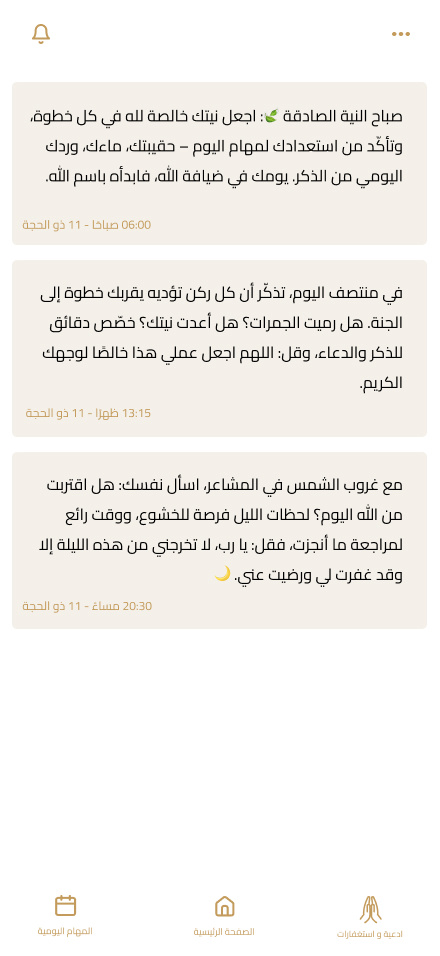 صباح النية الصادقة 🌿: اجعل نيتك خالصة لله في كل خطوة،
وتأكّد من استعدادك لمهام اليوم – حقيبتك، ماءك، وردك
اليومي من الذكر. يومك في ضيافة الله، فابدأه باسم الله.
06:00 صباحًا - 11 ذو الحجة
في منتصف اليوم، تذكّر أن كل ركن تؤديه يقربك خطوة إلى
الجنة. هل رميت الجمرات؟ هل أعدت نيتك؟ خصّص دقائق
للذكر والدعاء، وقل: اللهم اجعل عملي هذا خالصًا لوجهك
الكريم.
13:15 ظهرًا - 11 ذو الحجة
مع غروب الشمس في المشاعر، اسأل نفسك: هل اقتربت
من الله اليوم؟ لحظات الليل فرصة للخشوع، ووقت رائع
لمراجعة ما أنجزت، فقل: يا رب، لا تخرجني من هذه الليلة إلا
وقد غفرت لي ورضيت عني. 🌙
20:30 مساءً - 11 ذو الحجة
ادعية و استغفارات
الصفحة الرئيسية
المهام اليومية